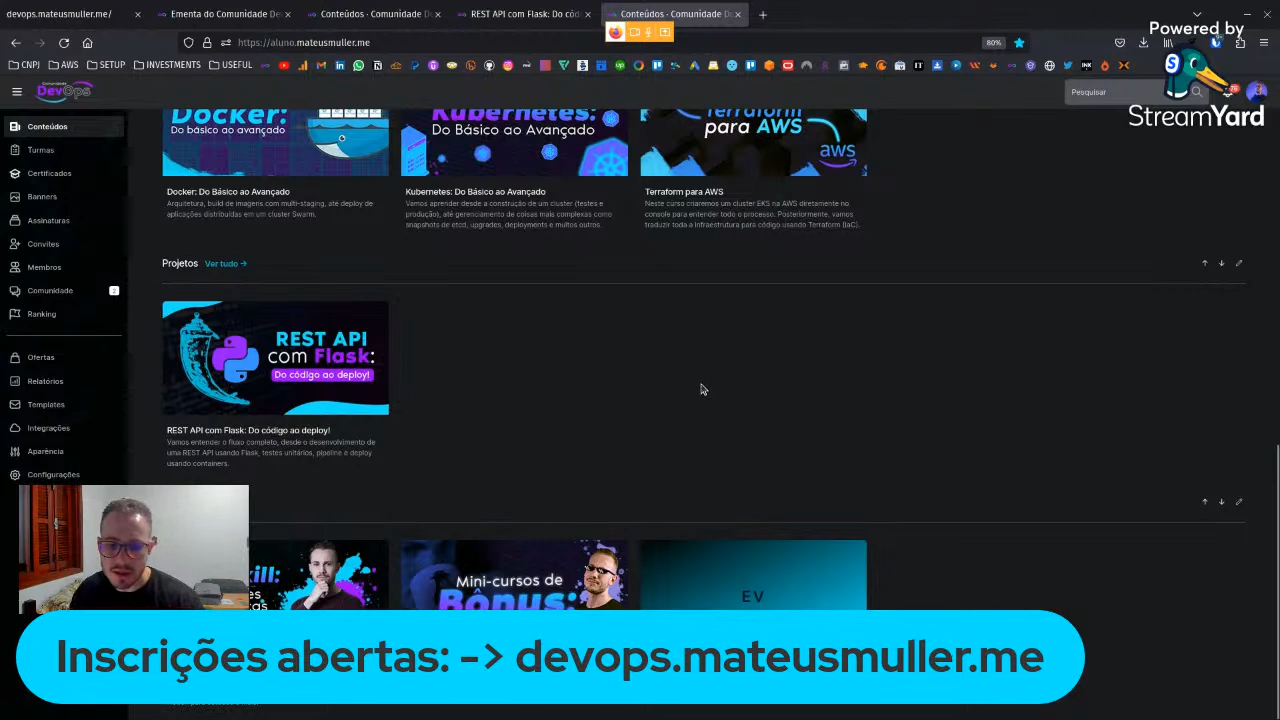 devops.mateusmuller.me/
Ementa do Comunidade De
Conteúdos · Comunidade D
REST API com Flask: Do cód
Conteúdos · Comunidade D
Powered by
StreamYard
https://aluno.mateusmuller.me
80%
CNPJ
AWS
SETUP
INVESTMENTS
USEFUL
DevOps
Pesquisar
Conteúdos
Turmas
Certificados
Banners
Assinaturas
Convites
Membros
Comunidade
2
Ranking
Ofertas
Relatórios
Templates
Integrações
Aparência
Configurações
Docker:
Do básico ao avançado
Kubernetes:
Do Básico ao Avançado
Terraform
para AWS
aws
Docker: Do Básico ao Avançado
Arquitetura, build de imagens com multi-staging, até deploy de
aplicações distribuídas em um cluster Swarm.
Kubernetes: Do Básico ao Avançado
Vamos aprender desde a construção de um cluster (testes e
produção), até gerenciamento de coisas mais complexas como
snapshots de etcd, upgrades, deployments e muitos outros.
Terraform para AWS
Neste curso criaremos um cluster EKS na AWS diretamente no
console para entender todo o processo. Posteriormente, vamos
traduzir toda a infraestrutura para código usando Terraform (IaC).
Projetos
Ver tudo →
REST API
com Flask:
Do código ao deploy!
REST API com Flask: Do código ao deploy!
Vamos entender o fluxo completo, desde o desenvolvimento de
uma REST API usando Flask, testes unitários, pipeline e deploy
usando containers.
Mini-cursos de
Bônus:
EV
Inscrições abertas: -> devops.mateusmuller.me